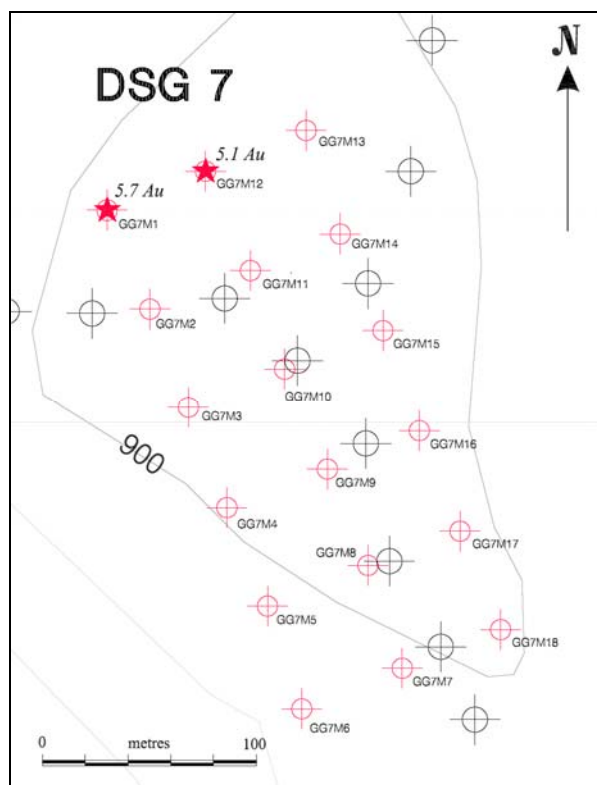 N
DSG 7
GG7M13
5.1 Au
GG7M12
5.7 Au
GG7M1
GG7M14
GG7M11
GG7M2
GG7M15
GG7M10
GG7M3
GG7M16
900
GG7M9
GG7M4
GG7M17
GG7M8
GG7M5
GG7M18
GG7M7
GG7M6
0 metres 100